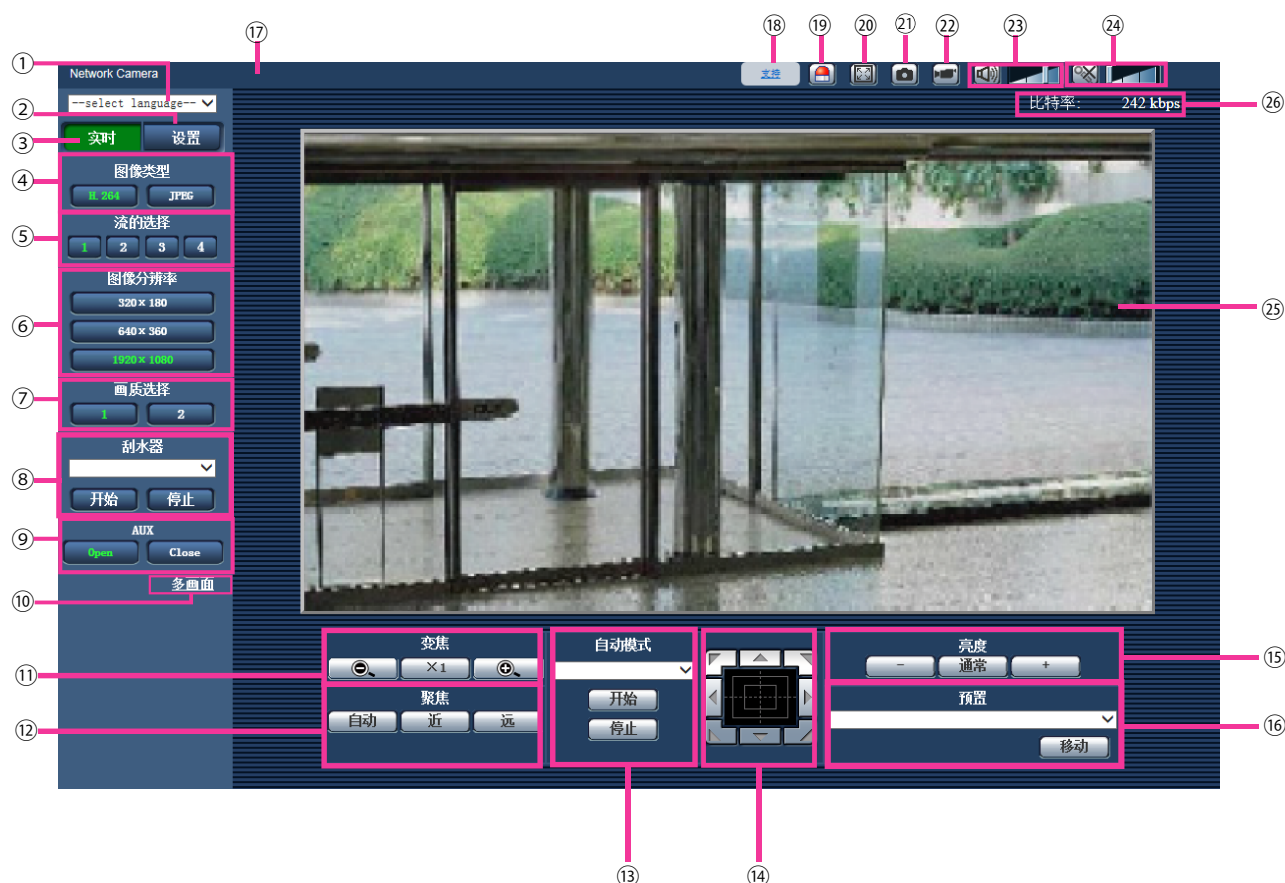 ⑰ ⑱ ⑲ ⑳ ㉑ ㉒ ㉓ ㉔
①
Network Camera
支持
--select language--
②
比特率: 242 kbps
㉖
③
实时 设置
④
图像类型
H.264 JPEG
⑤
流的选择
1 2 3 4
⑥
图像分辨率
320×180
640×360
1920×1080
㉕
⑦
画质选择
1 2
⑧
刮水器
开始 停止
⑨
AUX
Open Close
⑩
多画面
⑪
变焦
×1
⑫
聚焦
自动 近 远
自动模式
开始
停止
亮度
- 通常 +
⑮
预置
移动
⑯
⑬ ⑭